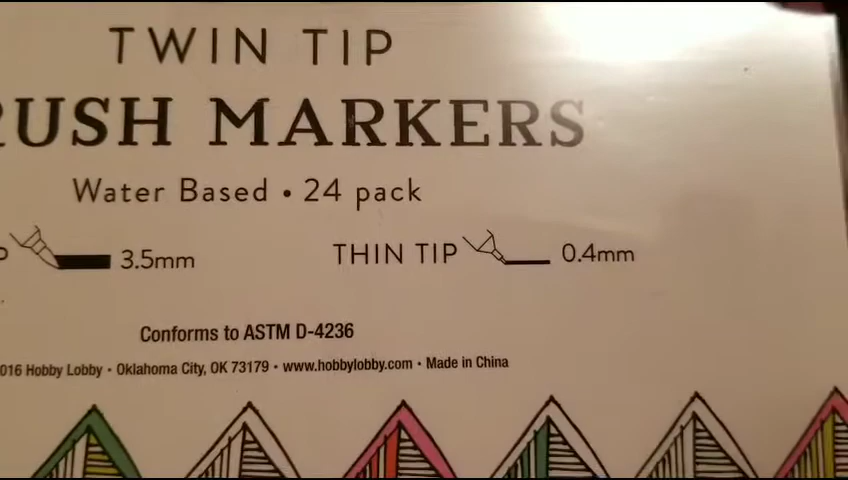 TWIN TIP
RUSH MARKERS
Water Based • 24 pack
P 3.5mm THIN TIP 0.4mm
Conforms to ASTM D-4236
016 Hobby Lobby • Oklahoma City, OK 73179 • www.hobbylobby.com • Made in China